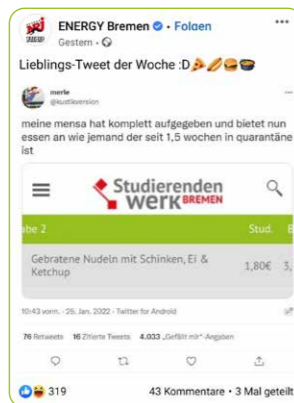 ENERGY Bremen · Folgen
Gestern ·
Lieblings-Tweet der Woche :D
merle
meine mensa hat komplett aufgegeben und bietet nun
essen an wie jemand der seit 1,5 wochen in quarantäne
ist
Studierenden
WERK BREMEN
abe 2 Stud.
Gebratene Nudeln mit Schinken, Ei &
Ketchup
1,80€ 3,
10:43 vorm. · 25. Jan. 2022 · Twitter for Android
76 Retweets 16 Zitierte Tweets 4.033 „Gefällt mir“-Angaben
319 43 Kommentare · 3 Mal geteilt